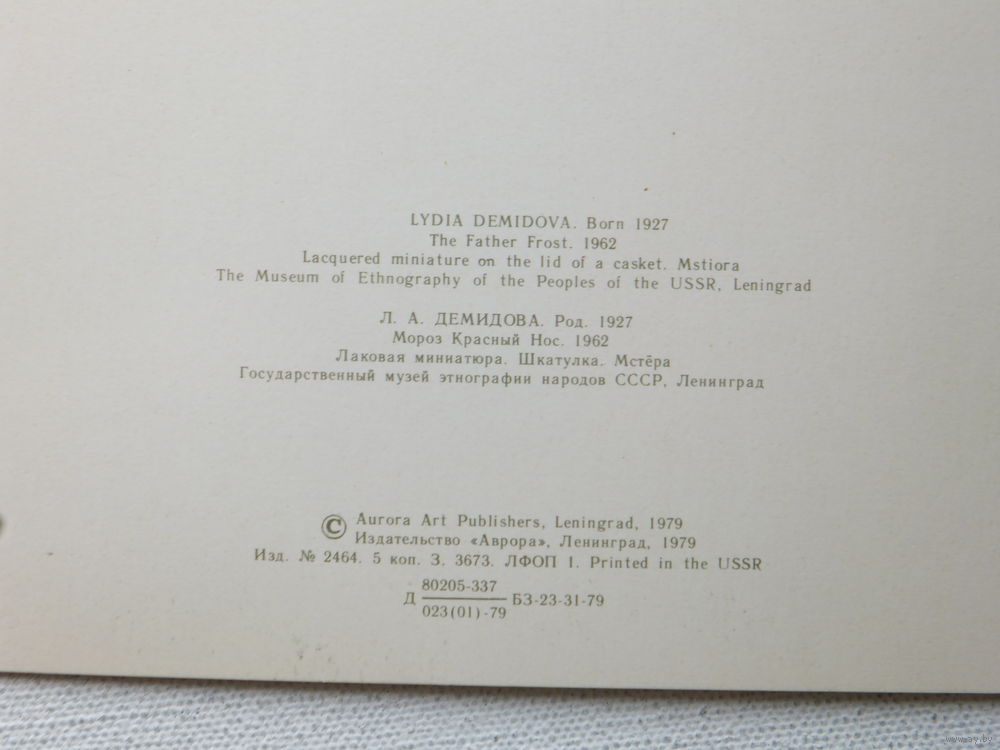 LYDIA DEMIDOVA. Born 1927
The Father Frost. 1962
Lacquered miniature on the lid of a casket. Mstiora
The Museum of Ethnography of the Peoples of the USSR, Leningrad
Л. А. ДЕМИДОВА. Род. 1927
Мороз Красный Нос. 1962
Лаковая миниатюра. Шкатулка. Мстёра
Государственный музей этнографии народов СССР, Ленинград
© Aurora Art Publishers, Leningrad, 1979
Издательство «Аврора», Ленинград, 1979
Изд. № 2464. 5 коп. З. 3673. ЛФОП 1. Printed in the USSR
80205-337
Д БЗ-23-31-79
023(01)-79
www.ay.by